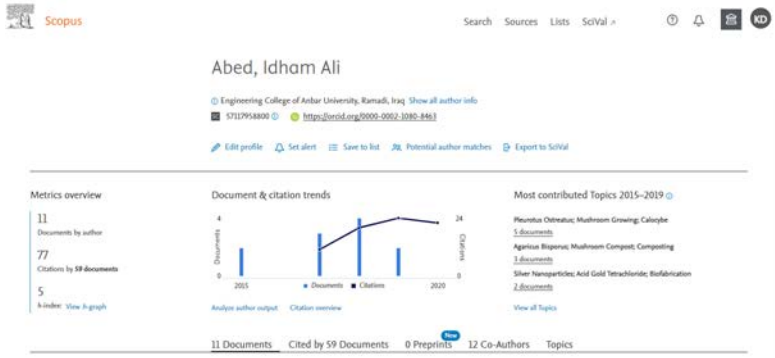 Scopus
Search Sources Lists SciVal ↗
KD
Abed, Idham Ali
Engineering College of Anbar University, Ramadi, Iraq Show all author info
SC 57117958800 iD https://orcid.org/0000-0002-1080-8463
Edit profile Set alert Save to list Potential author matches Export to SciVal
Metrics overview
11
Documents by author
77
Citations by 59 documents
5
h-index: View h-graph
Document & citation trends
4
24
Documents
Citations
0
0
2015
2020
Documents Citations
Analyze author output Citation overview
Most contributed Topics 2015–2019
Pleurotus Ostreatus; Mushroom Growing; Calocybe
5 documents
Agaricus Bisporus; Mushroom Compost; Composting
3 documents
Silver Nanoparticles; Acid Gold Tetrachloride; Biofabrication
2 documents
View all Topics
New
11 Documents Cited by 59 Documents 0 Preprints 12 Co-Authors Topics